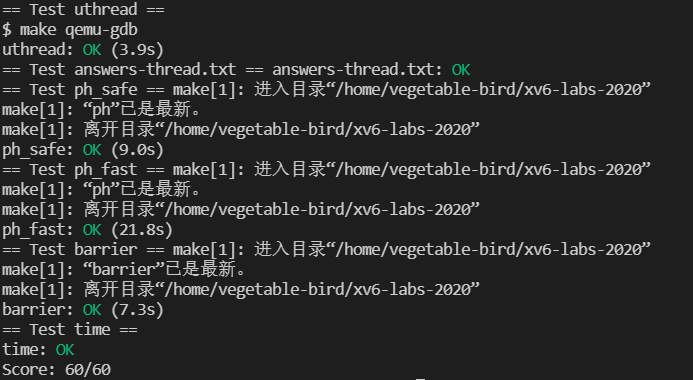 == Test uthread ==
$ make qemu-gdb
uthread: OK (3.9s)
== Test answers-thread.txt == answers-thread.txt: OK
== Test ph_safe == make[1]: 进入目录“/home/vegetable-bird/xv6-labs-2020”
make[1]: “ph”已是最新。
make[1]: 离开目录“/home/vegetable-bird/xv6-labs-2020”
ph_safe: OK (9.0s)
== Test ph_fast == make[1]: 进入目录“/home/vegetable-bird/xv6-labs-2020”
make[1]: “ph”已是最新。
make[1]: 离开目录“/home/vegetable-bird/xv6-labs-2020”
ph_fast: OK (21.8s)
== Test barrier == make[1]: 进入目录“/home/vegetable-bird/xv6-labs-2020”
make[1]: “barrier”已是最新。
make[1]: 离开目录“/home/vegetable-bird/xv6-labs-2020”
barrier: OK (7.3s)
== Test time ==
time: OK
Score: 60/60